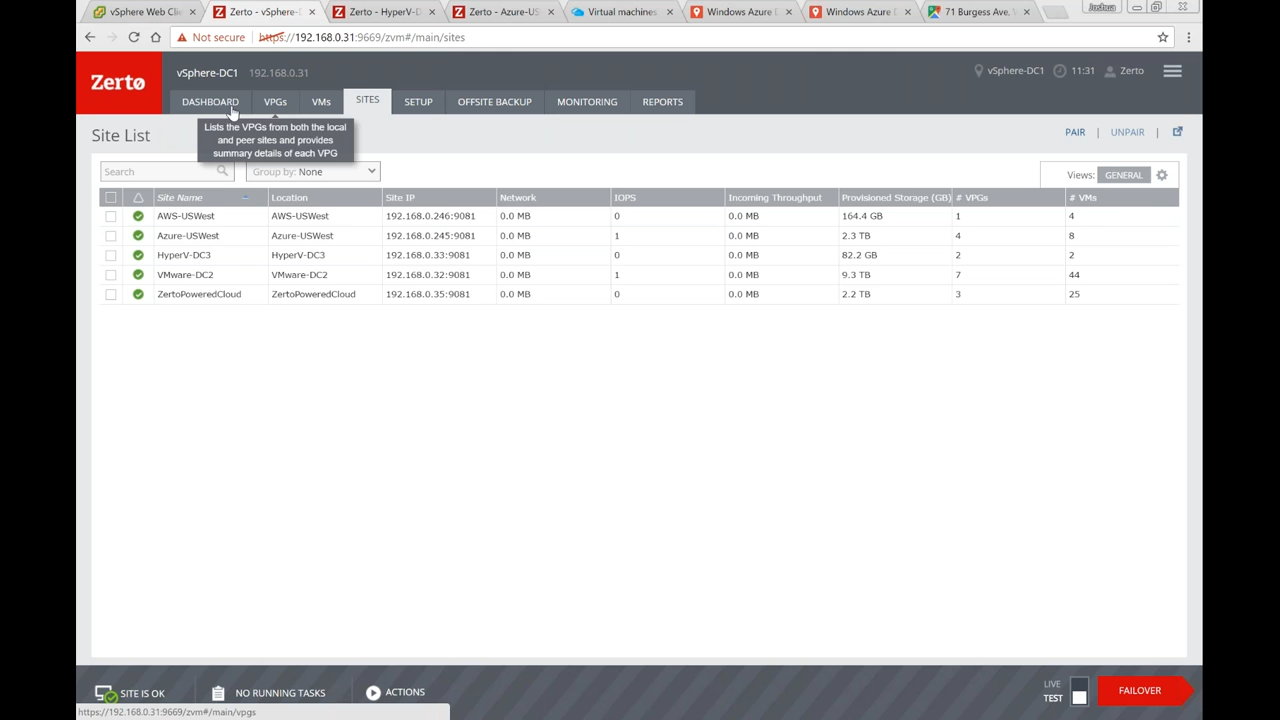 vSphere Web Clie
Zerto - vSphere-
Zerto - HyperV-D
Zerto - Azure-US
Virtual machines
Windows Azure D
Windows Azure D
71 Burgess Ave, 
Joshua
Not secure
https://192.168.0.31:9669/zvm#/main/sites
Zerto
vSphere-DC1 192.168.0.31
vSphere-DC1 11:31 Zerto
DASHBOARD VPGs VMs SITES SETUP OFFSITE BACKUP MONITORING REPORTS
Lists the VPGs from both the local
and peer sites and provides
summary details of each VPG
Site List
PAIR | UNPAIR |
Search
Group by: None
Views: GENERAL
Site Name Location Site IP Network IOPS Incoming Throughput Provisioned Storage (GB) # VPGs # VMs
AWS-USWest AWS-USWest 192.168.0.246:9081 0.0 MB 0 0.0 MB 164.4 GB 1 4
Azure-USWest Azure-USWest 192.168.0.245:9081 0.0 MB 1 0.0 MB 2.3 TB 4 8
HyperV-DC3 HyperV-DC3 192.168.0.33:9081 0.0 MB 0 0.0 MB 82.2 GB 2 2
VMware-DC2 VMware-DC2 192.168.0.32:9081 0.0 MB 1 0.0 MB 9.3 TB 7 44
ZertoPoweredCloud ZertoPoweredCloud 192.168.0.35:9081 0.0 MB 0 0.0 MB 2.2 TB 3 25
SITE IS OK
NO RUNNING TASKS
ACTIONS
LIVE
TEST
FAILOVER
https://192.168.0.31:9669/zvm#/main/vpgs